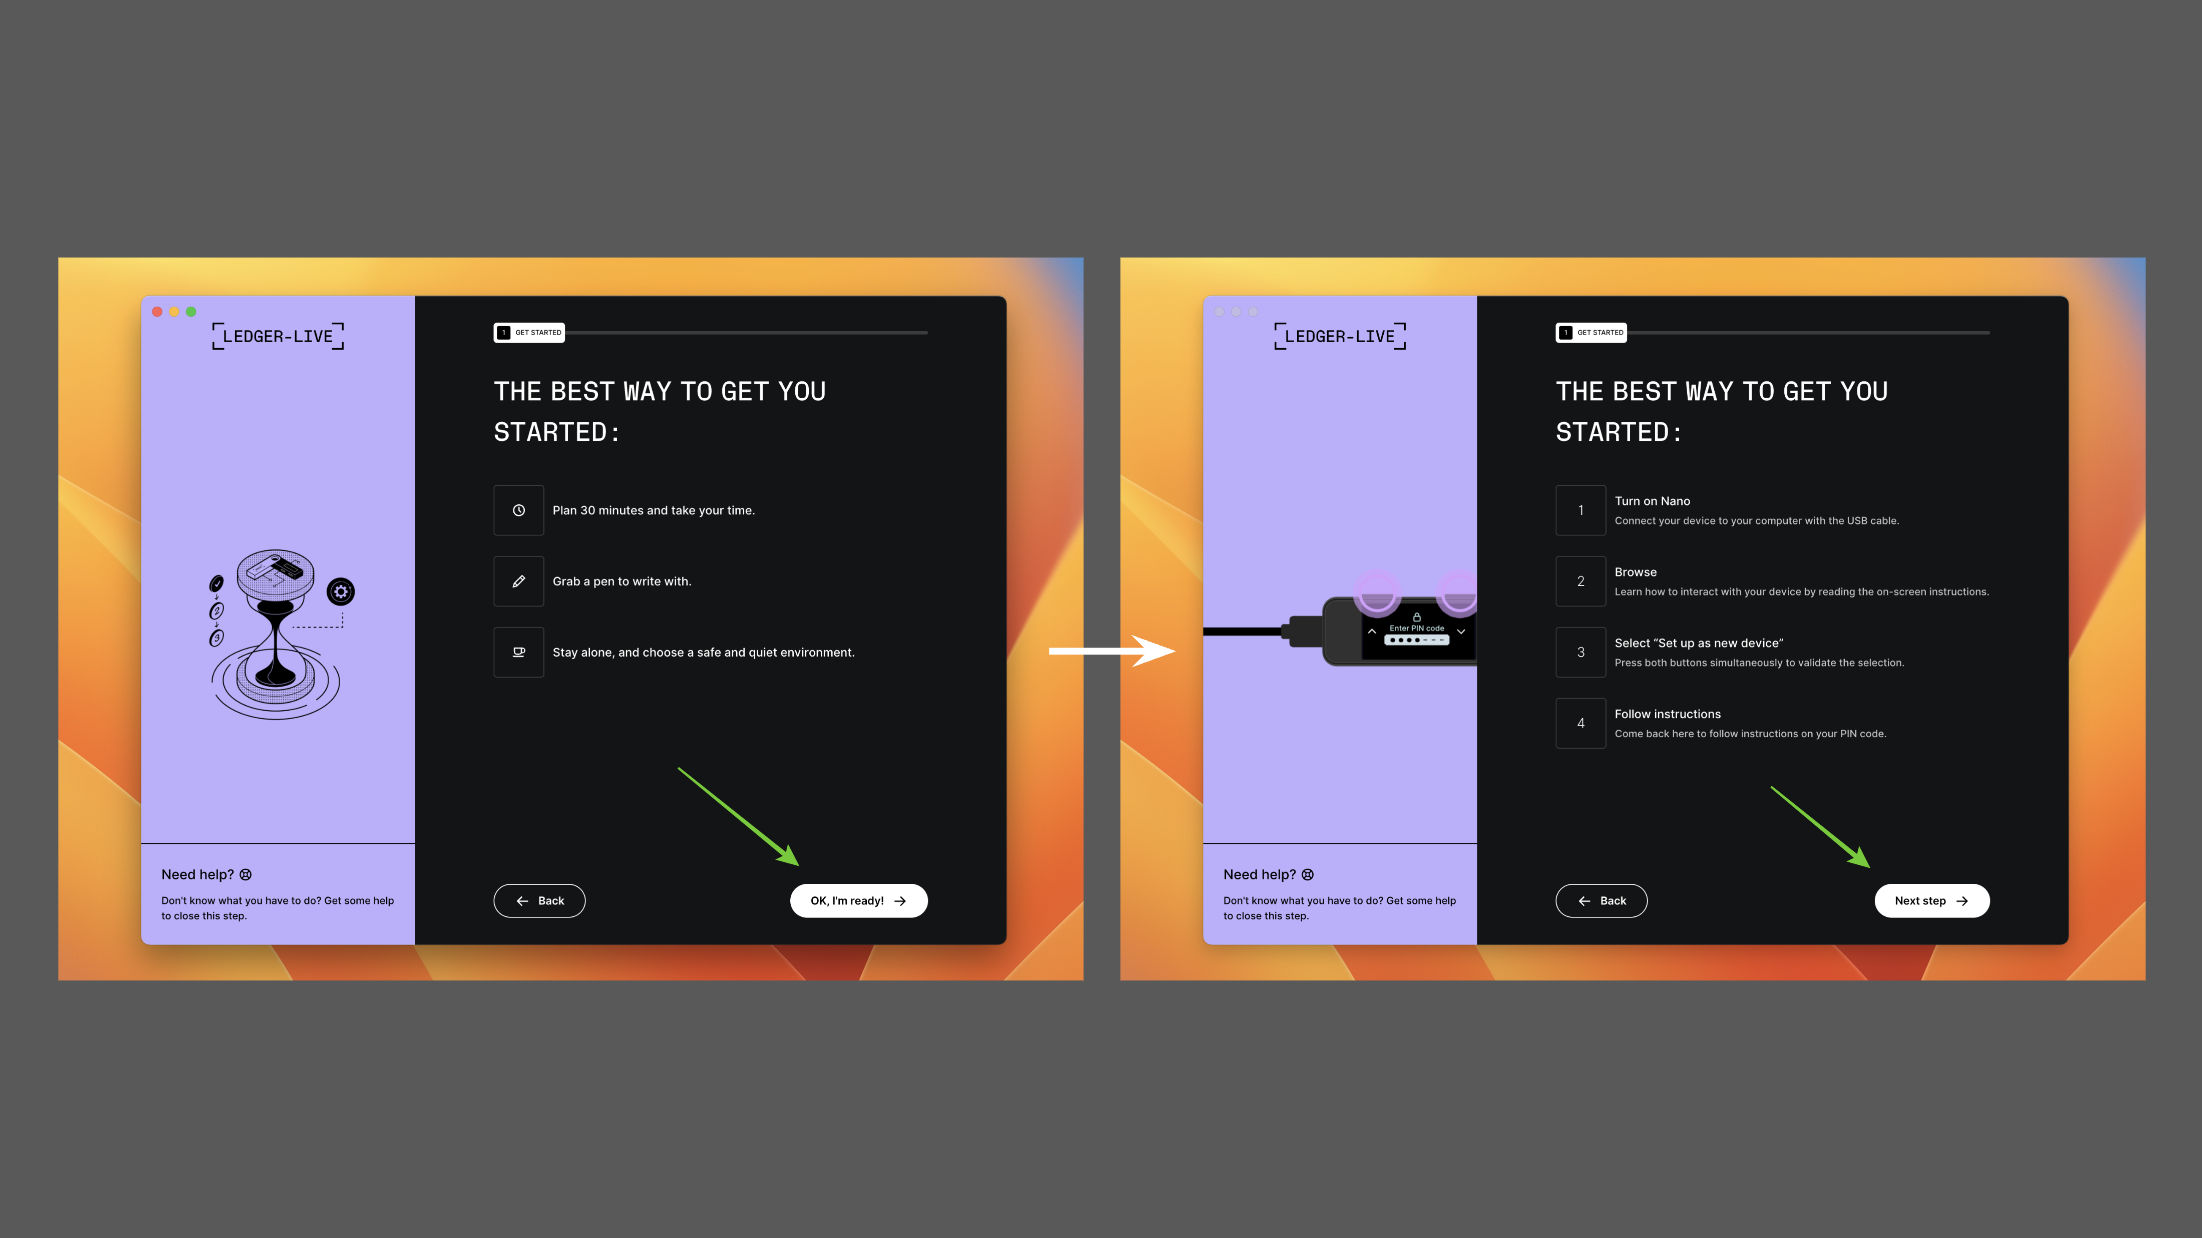 LEDGER-LIVE
1 GET STARTED
THE BEST WAY TO GET YOU
STARTED:
Plan 30 minutes and take your time.
Grab a pen to write with.
Stay alone, and choose a safe and quiet environment.
2
3
Need help?
Don't know what you have to do? Get some help
to close this step.
Back
OK, I'm ready!
LEDGER-LIVE
1 GET STARTED
THE BEST WAY TO GET YOU
STARTED:
1
Turn on Nano
Connect your device to your computer with the USB cable.
2
Browse
Learn how to interact with your device by reading the on-screen instructions.
3
Select “Set up as new device”
Press both buttons simultaneously to validate the selection.
4
Follow instructions
Come back here to follow instructions on your PIN code.
Enter PIN code
Need help?
Don't know what you have to do? Get some help
to close this step.
Back
Next step